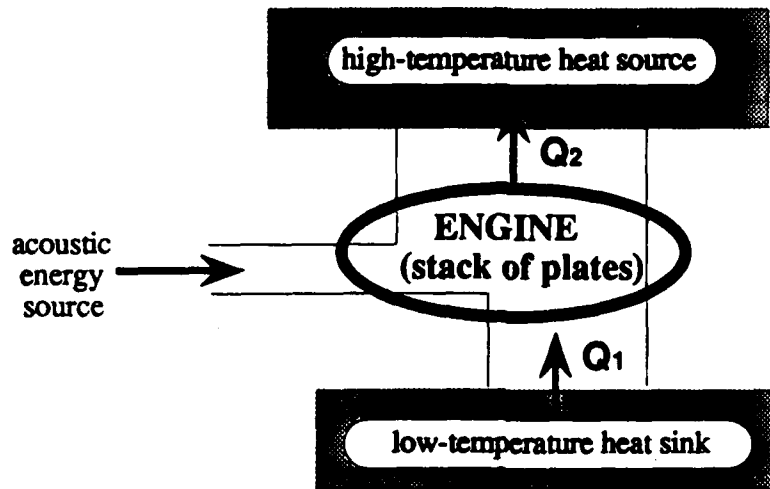 high-temperature heat source
Q2
ENGINE
(stack of plates)
acoustic
energy
source
Q1
low-temperature heat sink